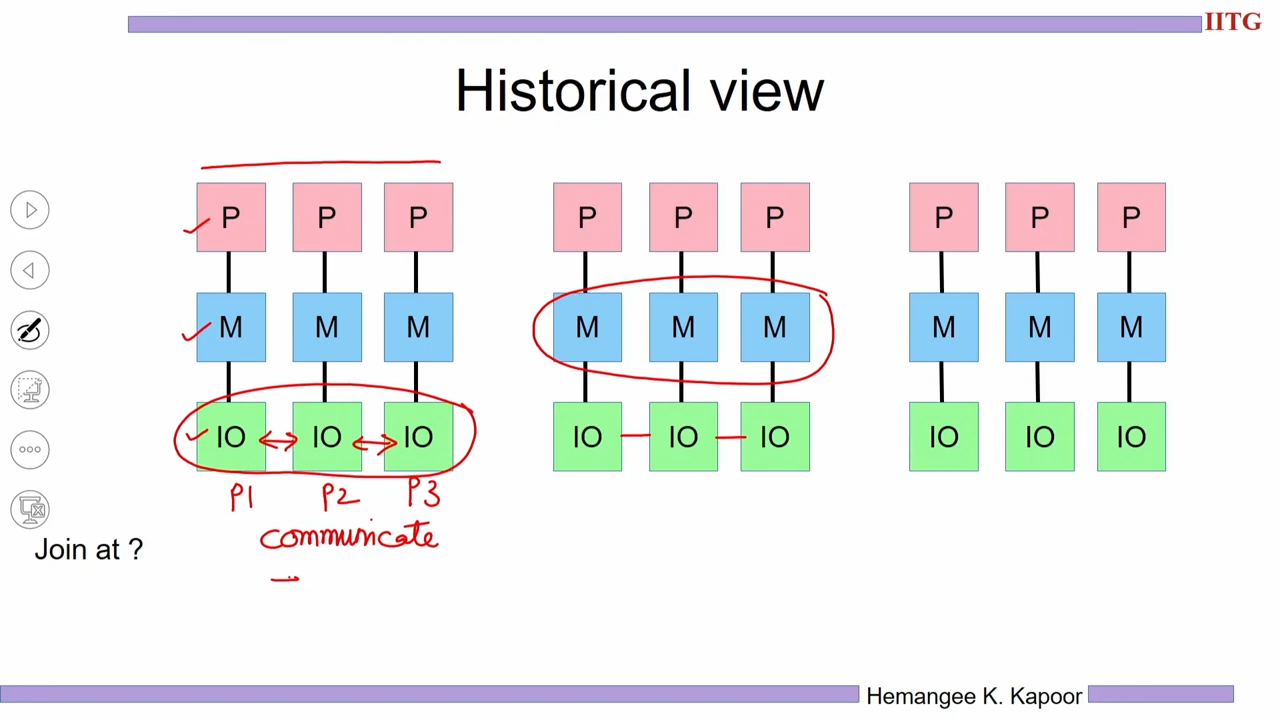 IITG
Historical view
P P P P P P P P P
M M M M M M M M M
IO IO IO IO IO IO IO IO IO
P1 P2 P3
communicate
Join at ?
Hemangee K. Kapoor